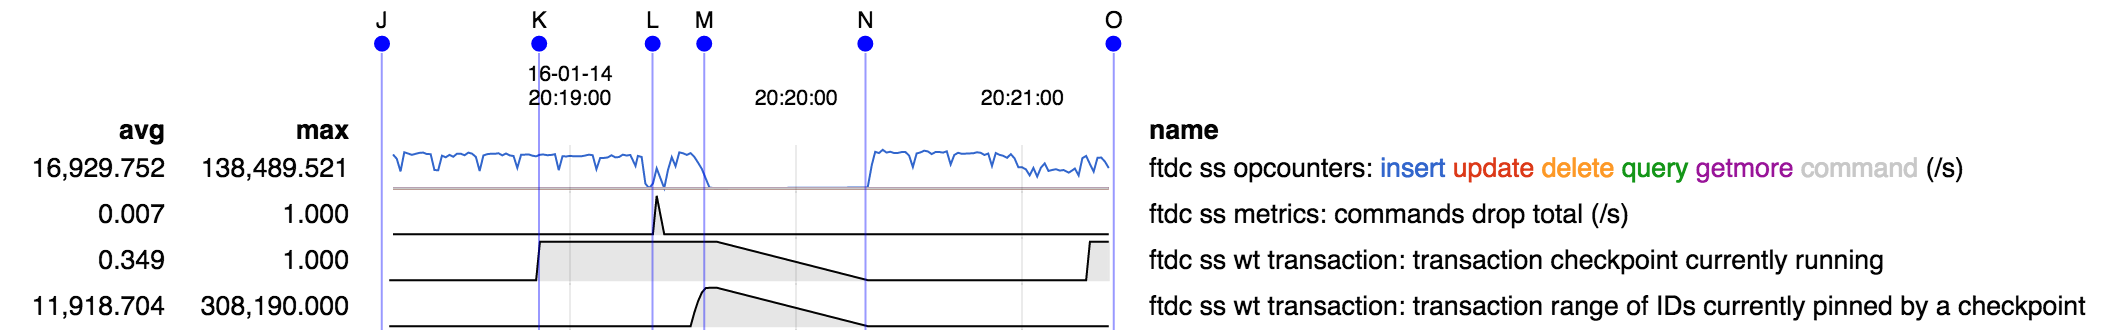 J K L M N O
16-01-14
20:19:00 20:20:00 20:21:00
avg max name
16,929.752 138,489.521 ftdc ss opcounters: insert update delete query getmore command (/s)
0.007 1.000 ftdc ss metrics: commands drop total (/s)
0.349 1.000 ftdc ss wt transaction: transaction checkpoint currently running
11,918.704 308,190.000 ftdc ss wt transaction: transaction range of IDs currently pinned by a checkpoint